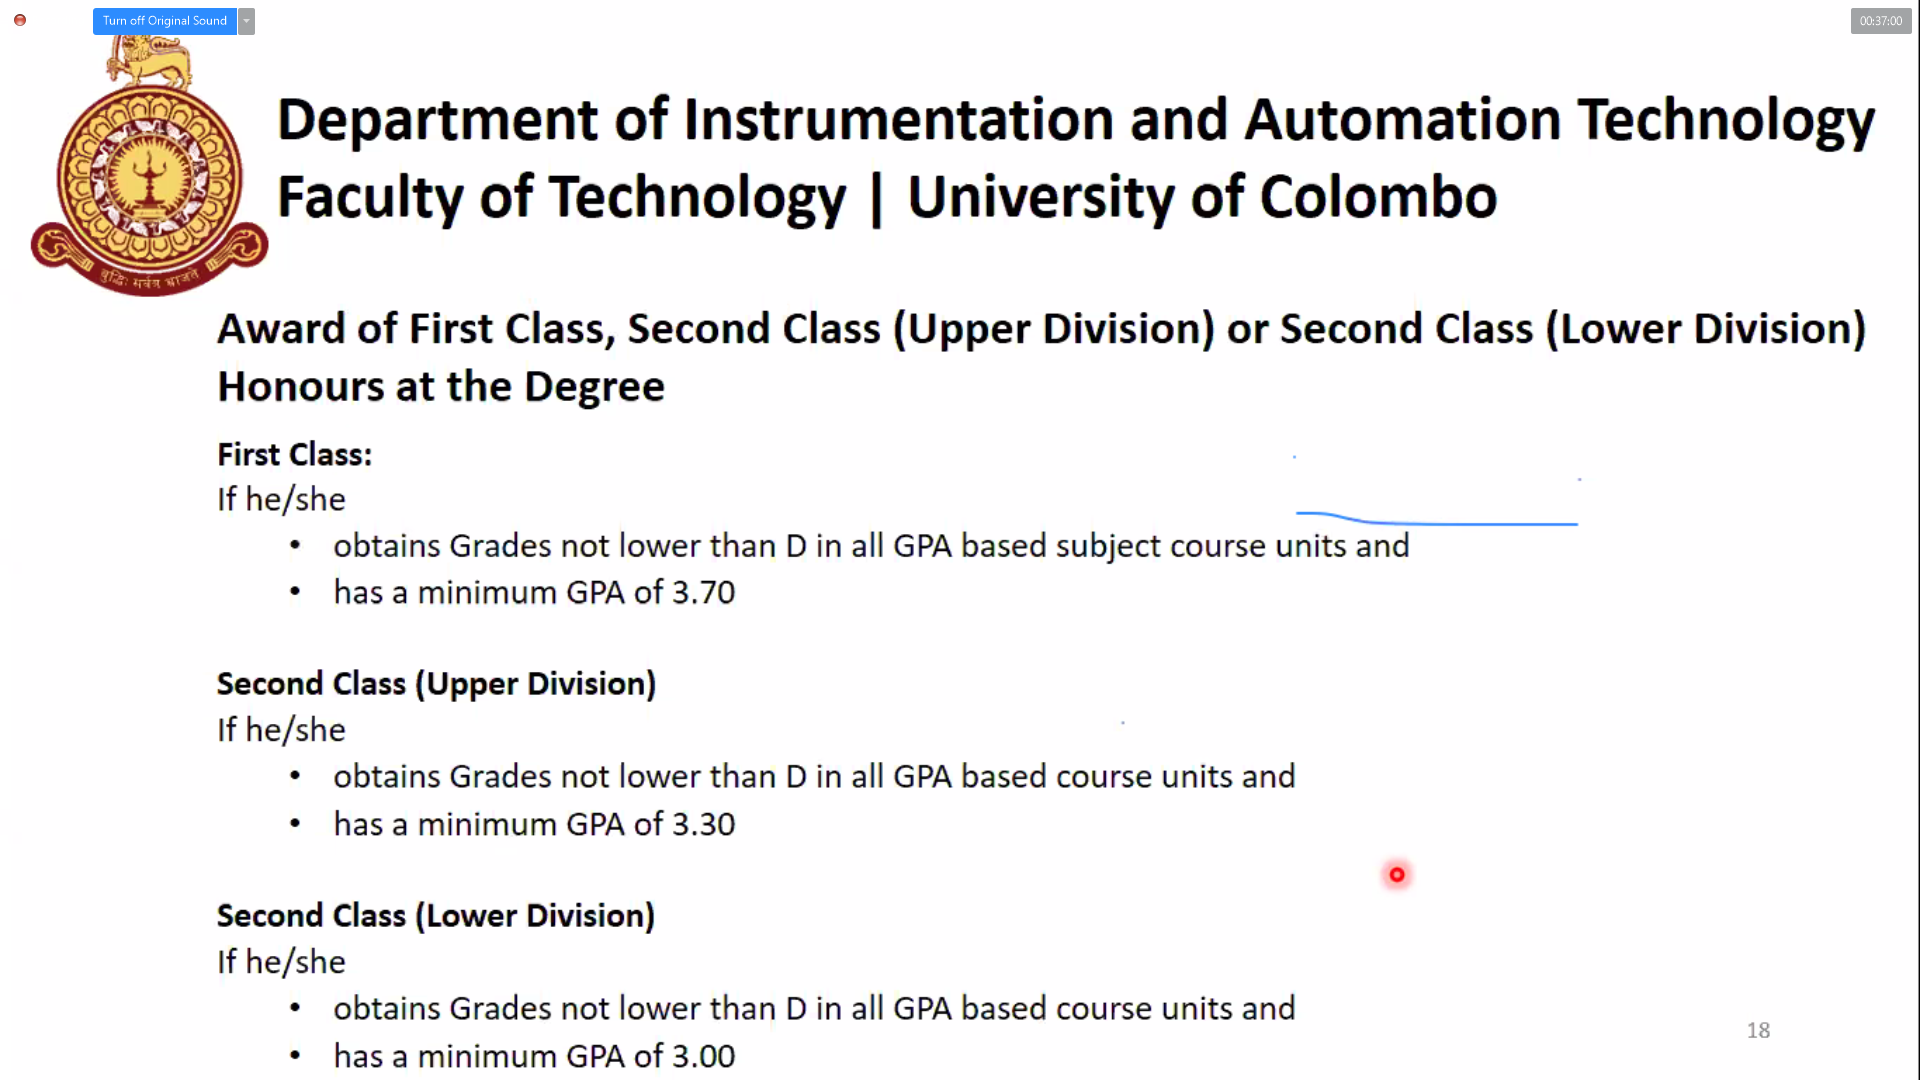 Turn off Original Sound
00:37:00
Department of Instrumentation and Automation Technology
Faculty of Technology | University of Colombo
बुद्धिः सर्वत्र भ्राजते
Award of First Class, Second Class (Upper Division) or Second Class (Lower Division)
Honours at the Degree
First Class:
If he/she
• obtains Grades not lower than D in all GPA based subject course units and
• has a minimum GPA of 3.70
Second Class (Upper Division)
If he/she
• obtains Grades not lower than D in all GPA based course units and
• has a minimum GPA of 3.30
Second Class (Lower Division)
If he/she
• obtains Grades not lower than D in all GPA based course units and
• has a minimum GPA of 3.00
18